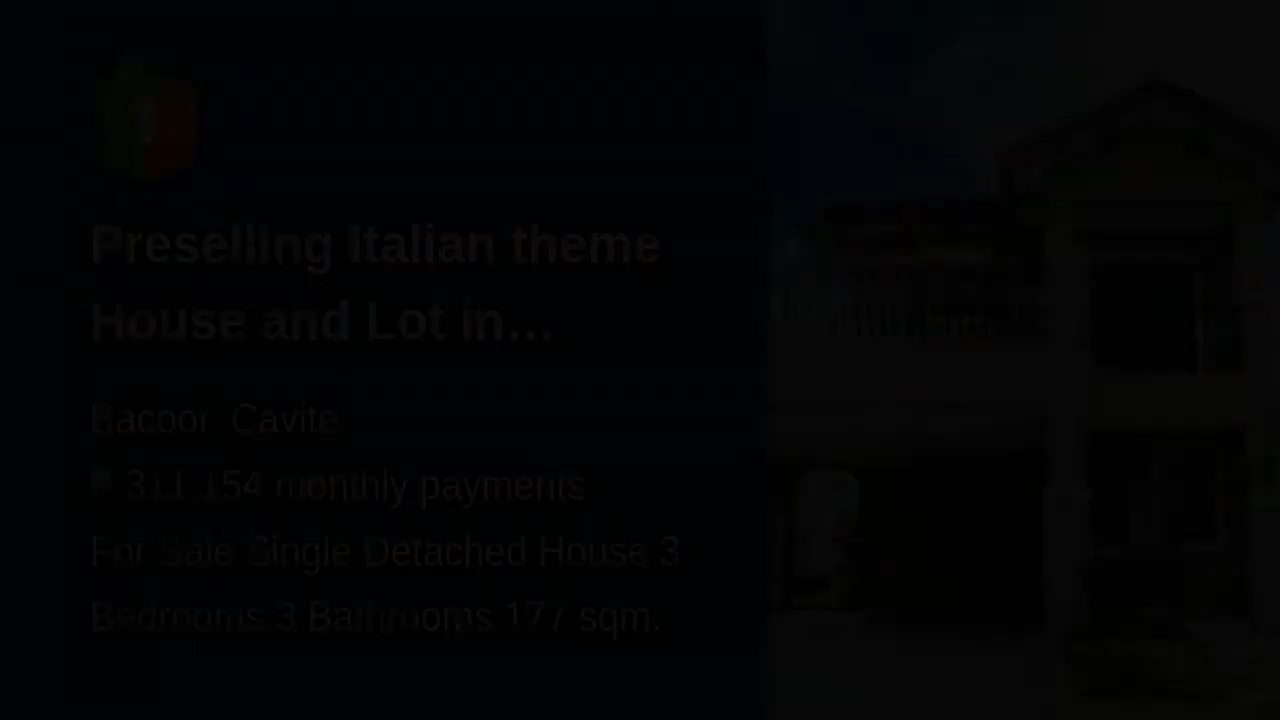 Preselling Italian theme
House and Lot in...
Bacoor Cavite
311,154 monthly payments
For Sale Single Detached House 3
Bedrooms 3 Bathrooms 177 sqm.